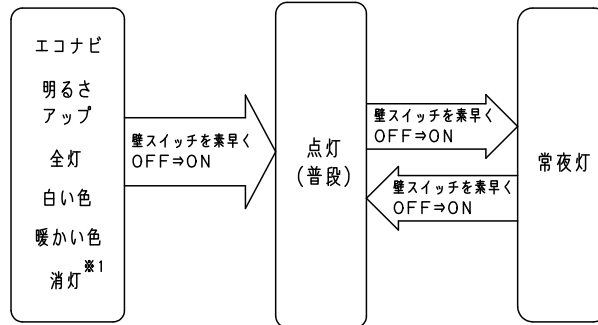 エコナビ
明るさ
アップ
全灯
白い色
暖かい色
消灯※1
壁スイッチを素早く
OFF⇒ON
点灯
(普段)
壁スイッチを素早く
OFF⇒ON
壁スイッチを素早く
OFF⇒ON
常夜灯